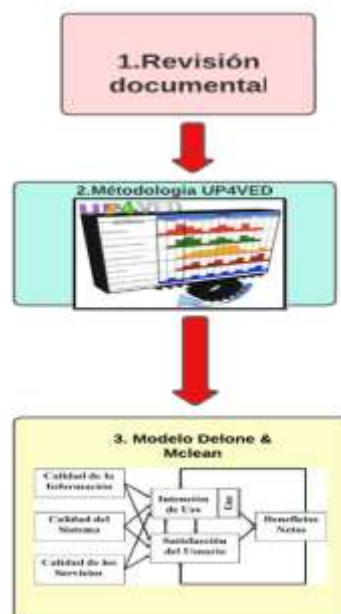 1.Revisión
documental
2.Métodologia UP4VED
UP4VED
3. Modelo Delone &
Mclean
Calidad de la
Información
Intención
de Uso
Uso
Calidad del
Sistema
Beneficios
Netos
Satisfacción
del Usuario
Calidad de los
Servicios